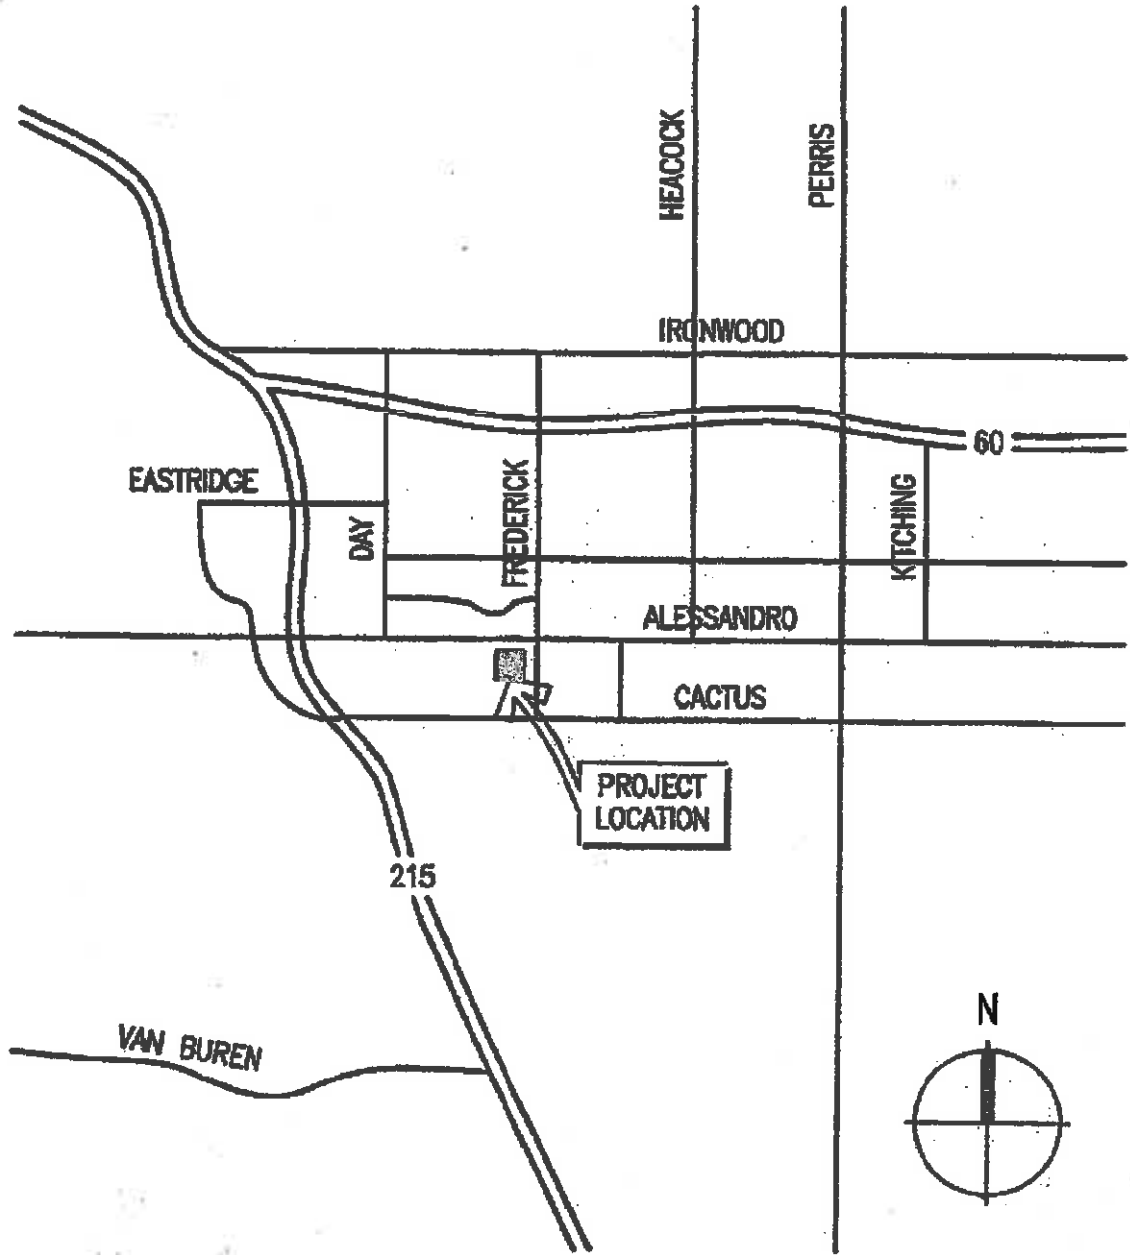 HEACOCK
PERRIS
IRONWOOD
60
EASTRIDGE
DAY
FREDERICK
KITCHING
ALESSANDRO
CACTUS
PROJECT
LOCATION
215
N
VAN BUREN